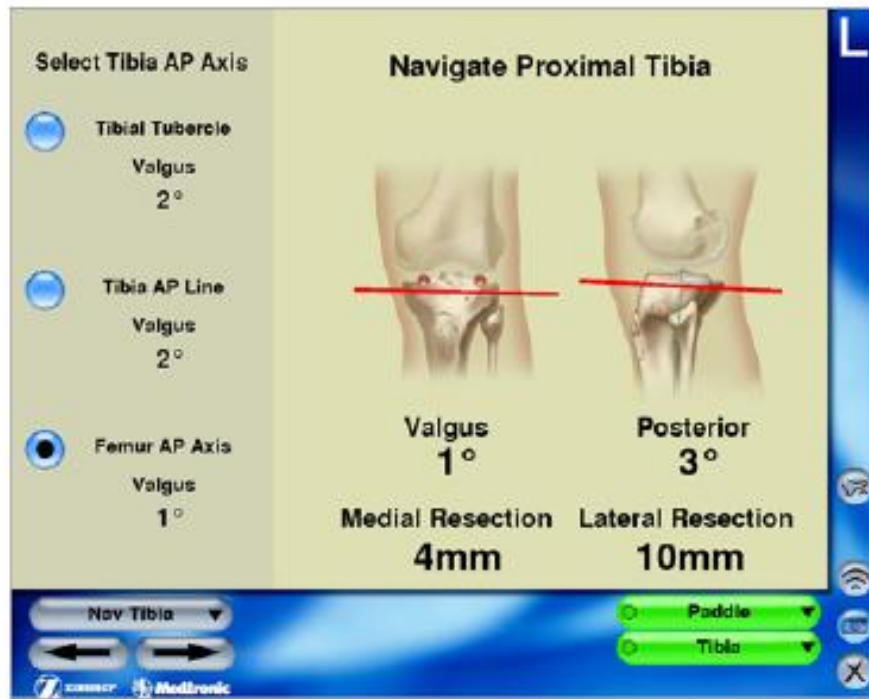 L
Select Tibia AP Axis
Tibial Tubercle
Valgus
2°
Tibia AP Line
Valgus
2°
Femur AP Axis
Valgus
1°
Navigate Proximal Tibia
Valgus
1°
Posterior
3°
Medial Resection
4mm
Lateral Resection
10mm
Nav Tibia
Paddle
Tibia
zimmer
Medtronic